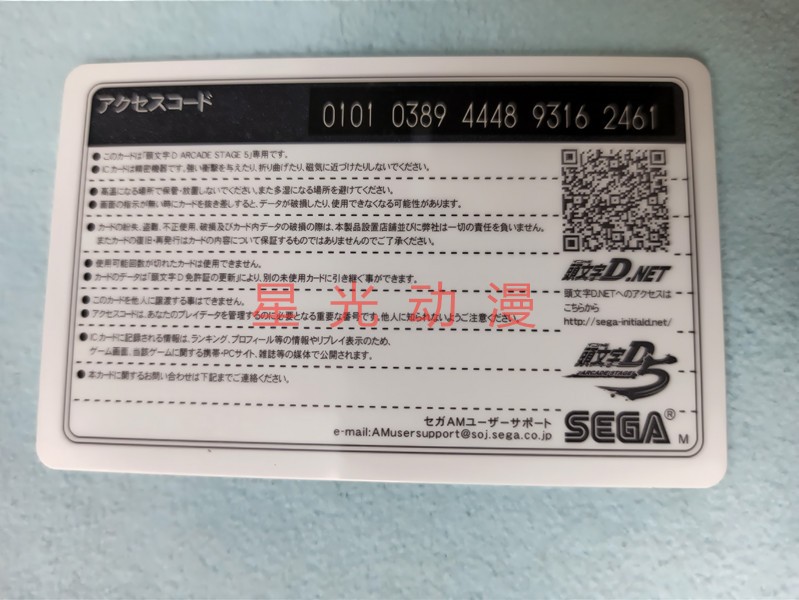 アクセスコード
0101 0389 4448 9316 2461
●このカードは「頭文字D ARCADE STAGE 5」専用です。
●ICカードは精密機器です。強い衝撃を与えたり、折り曲げたり、磁気に近づけたりしないでください。
●高温になる場所で保管・放置しないでください。また多湿になる場所を避けてください。
●画面の指示が無い時にカードを抜き差しすると、データが破損したり、使用できなくなる可能性があります。
●カードの紛失、盗難、不正使用、破損及びカード内データの破損の際は、本製品設置店舗並びに弊社は一切の責任を負いません。
またカードの復旧・再発行はカードの内容について保証するものではありませんのでご了承ください。
●使用可能回数が切れたカードは使用できません。
●カードのデータは「頭文字D免許証の更新」により、別の未使用カードに引き継ぐ事ができます。
●このカードを他人に譲渡する事はできません。
●アクセスコードは、あなたのプレイデータを管理するのに必要となる重要な番号です。他人に知られないようご注意ください。
●ICカードに記録される情報は、ランキング、プロフィール等の情報やリプレイ表示のため、
ゲーム画面、当該ゲームに関する携帯・PCサイト、雑誌等の媒体で公開されます。
●本カードに関するお問い合わせは下記までご連絡ください。
頭文字D.NET
頭文字D.NETへのアクセスは
こちらから
http://sega-initiald.net/
頭文字D
ARCADE STAGE 5
セガAMユーザーサポート
e-mail:AMusersupport@soj.sega.co.jp
SEGA®
M
星光动漫